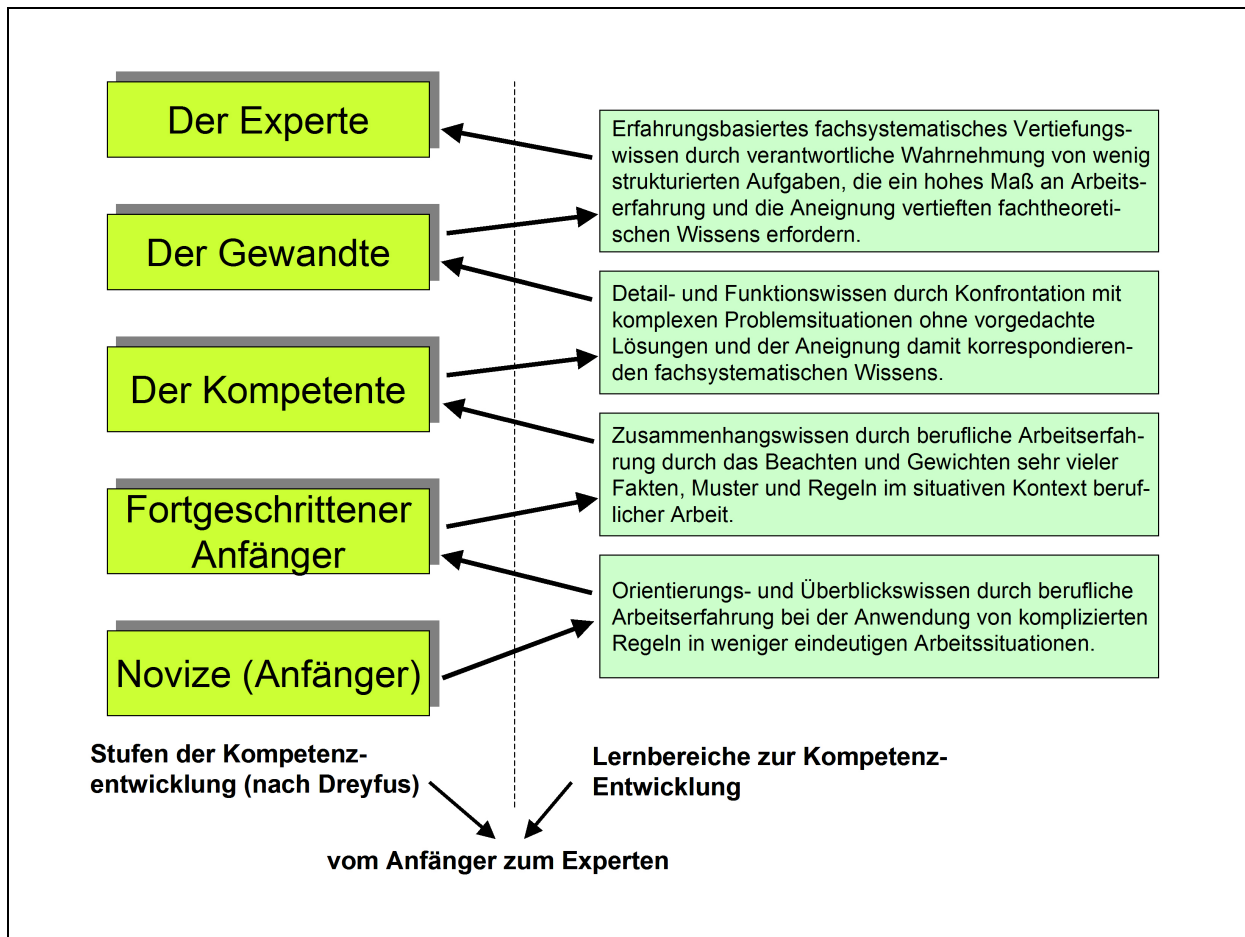 Der Experte
Erfahrungsbasiertes fachsystematisches Vertiefungs-
wissen durch verantwortliche Wahrnehmung von wenig
strukturierten Aufgaben, die ein hohes Maß an Arbeits-
erfahrung und die Aneignung vertieften fachtheoreti-
schen Wissens erfordern.
Der Gewandte
Detail- und Funktionswissen durch Konfrontation mit
komplexen Problemsituationen ohne vorgedachte
Lösungen und der Aneignung damit korrespondieren-
den fachsystematischen Wissens.
Der Kompetente
Zusammenhangswissen durch berufliche Arbeitserfah-
rung durch das Beachten und Gewichten sehr vieler
Fakten, Muster und Regeln im situativen Kontext beruf-
licher Arbeit.
Fortgeschrittener
Anfänger
Orientierungs- und Überblickswissen durch berufliche
Arbeitserfahrung bei der Anwendung von komplizierten
Regeln in weniger eindeutigen Arbeitssituationen.
Novize (Anfänger)
Stufen der Kompetenz-
entwicklung (nach Dreyfus)
Lernbereiche zur Kompetenz-
Entwicklung
vom Anfänger zum Experten